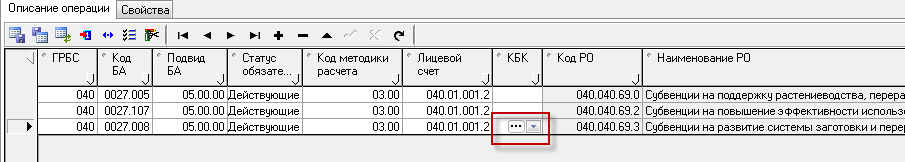 Описание операции Свойства
ГРБС Код БА Подвид БА Статус обязате... Код методики расчета Лицевой счет КБК Код РО Наименование РО
040 0027.005 05.00.00 Действующие 03.00 040.01.001.2 040.040.69.0 Субвенции на поддержку растениеводства, перера
040 0027.107 05.00.00 Действующие 03.00 040.01.001.2 040.040.69.2 Субвенции на повышение эффективности использ
040 0027.008 05.00.00 Действующие 03.00 040.01.001.2 ... 040.040.69.3 Субвенции на развитие системы заготовки и пере